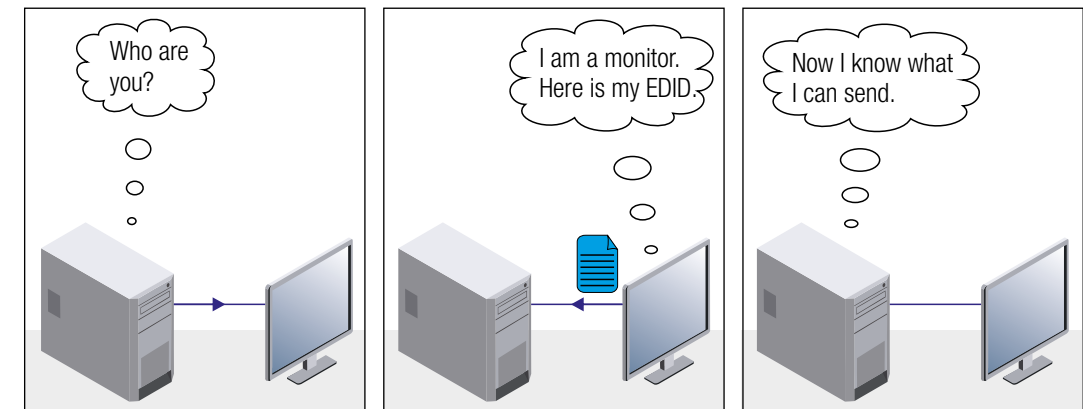 Who are
you?
I am a monitor.
Here is my EDID.
Now I know what
I can send.